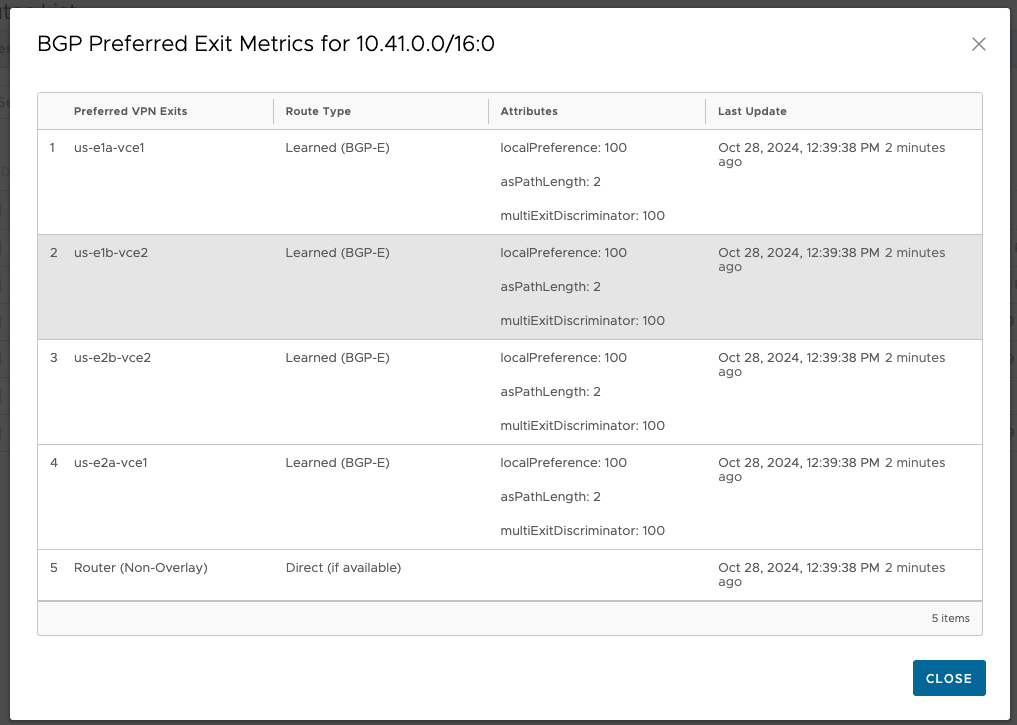 BGP Preferred Exit Metrics for 10.41.0.0/16:0
Preferred VPN Exits Route Type Attributes Last Update
1 us-e1a-vce1 Learned (BGP-E) localPreference: 100 Oct 28, 2024, 12:39:38 PM 2 minutes
ago
asPathLength: 2
multiExitDiscriminator: 100
2 us-e1b-vce2 Learned (BGP-E) localPreference: 100 Oct 28, 2024, 12:39:38 PM 2 minutes
ago
asPathLength: 2
multiExitDiscriminator: 100
3 us-e2b-vce2 Learned (BGP-E) localPreference: 100 Oct 28, 2024, 12:39:38 PM 2 minutes
ago
asPathLength: 2
multiExitDiscriminator: 100
4 us-e2a-vce1 Learned (BGP-E) localPreference: 100 Oct 28, 2024, 12:39:38 PM 2 minutes
ago
asPathLength: 2
multiExitDiscriminator: 100
5 Router (Non-Overlay) Direct (if available) Oct 28, 2024, 12:39:38 PM 2 minutes
ago
5 items
CLOSE